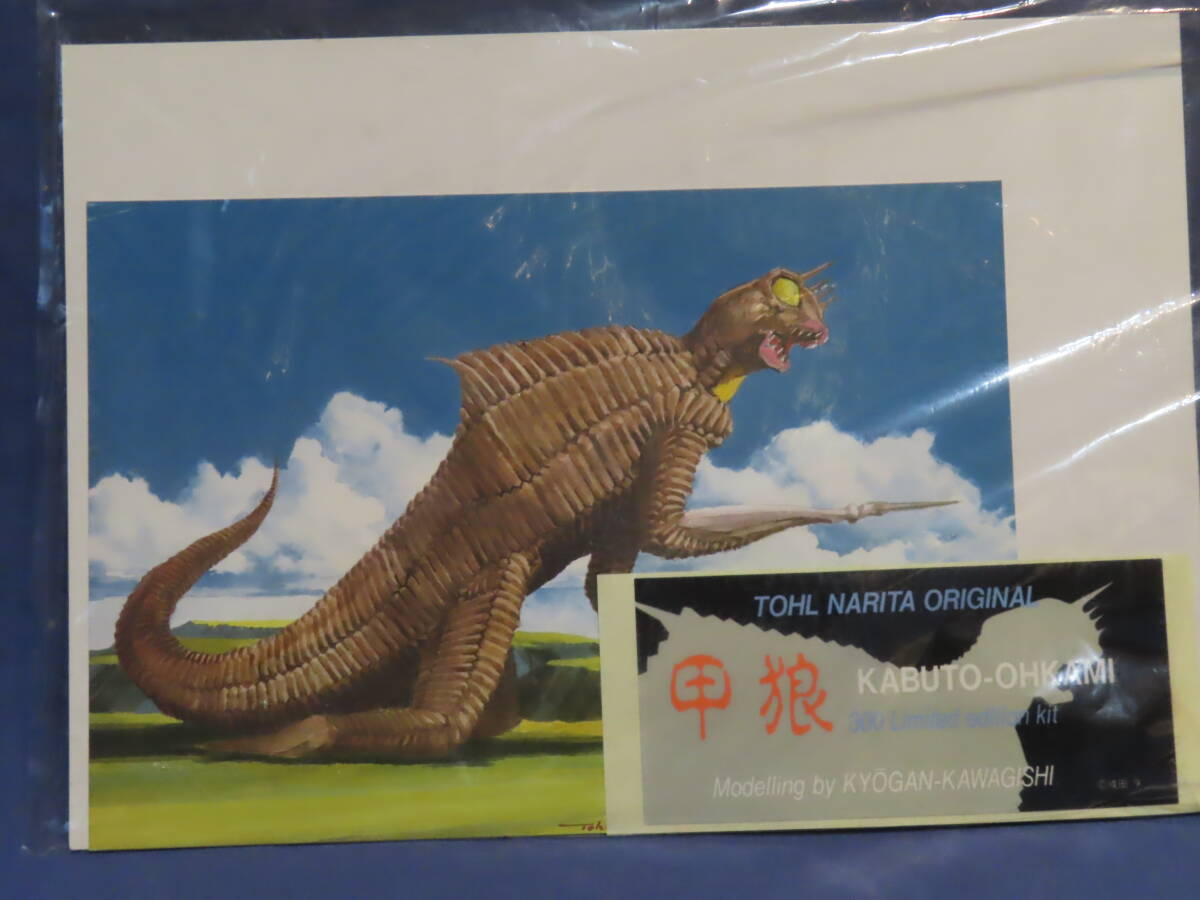 TOHL NARITA ORIGINAL
甲狼 KABUTO-OHKAMI
300 Limited edition kit
Modelling by KYŌGAN-KAWAGISHI